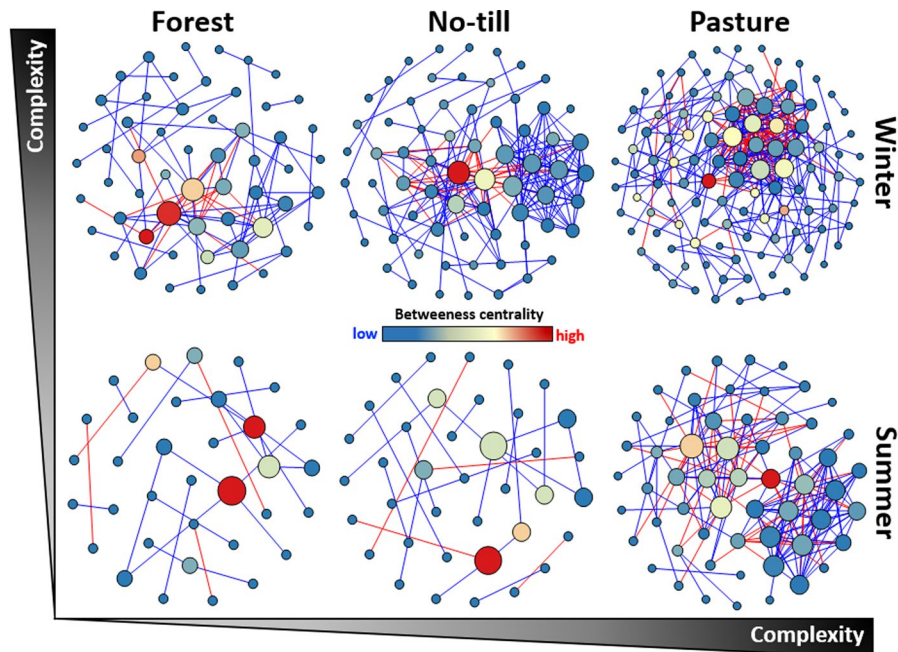 Forest
No-till
Pasture
Complexity
Winter
Betweeness centrality
low
high
Summer
Complexity